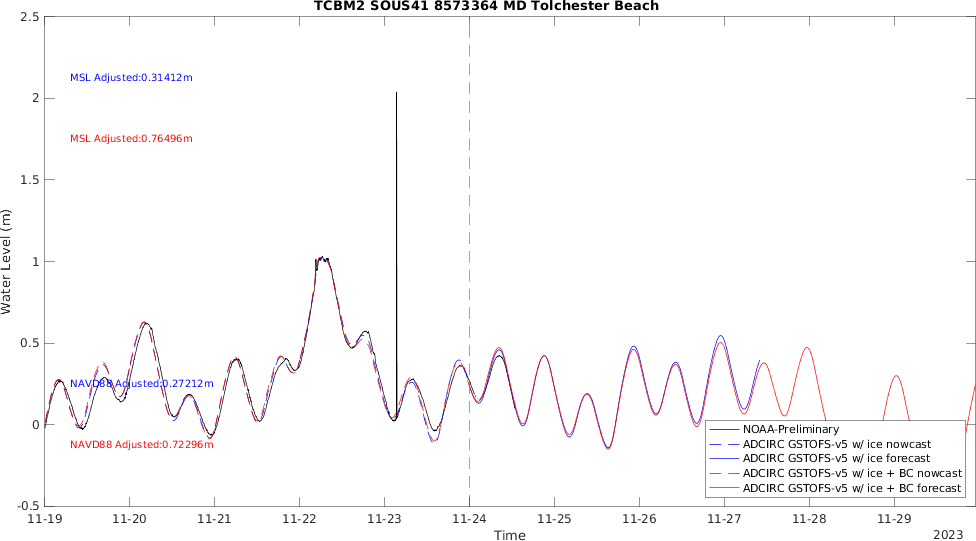 TCBM2 SOUS41 8573364 MD Tolchester Beach
2.5
2
1.5
1
0.5
0
-0.5
Water Level (m)
MSL Adjusted:0.31412m
MSL Adjusted:0.76496m
NAVD88 Adjusted:0.27212m
NAVD88 Adjusted:0.72296m
NOAA-Preliminary
ADCIRC GSTOFS-v5 w/ ice nowcast
ADCIRC GSTOFS-v5 w/ ice forecast
ADCIRC GSTOFS-v5 w/ ice + BC nowcast
ADCIRC GSTOFS-v5 w/ ice + BC forecast
11-19 11-20 11-21 11-22 11-23 11-24 11-25 11-26 11-27 11-28 11-29
Time
2023